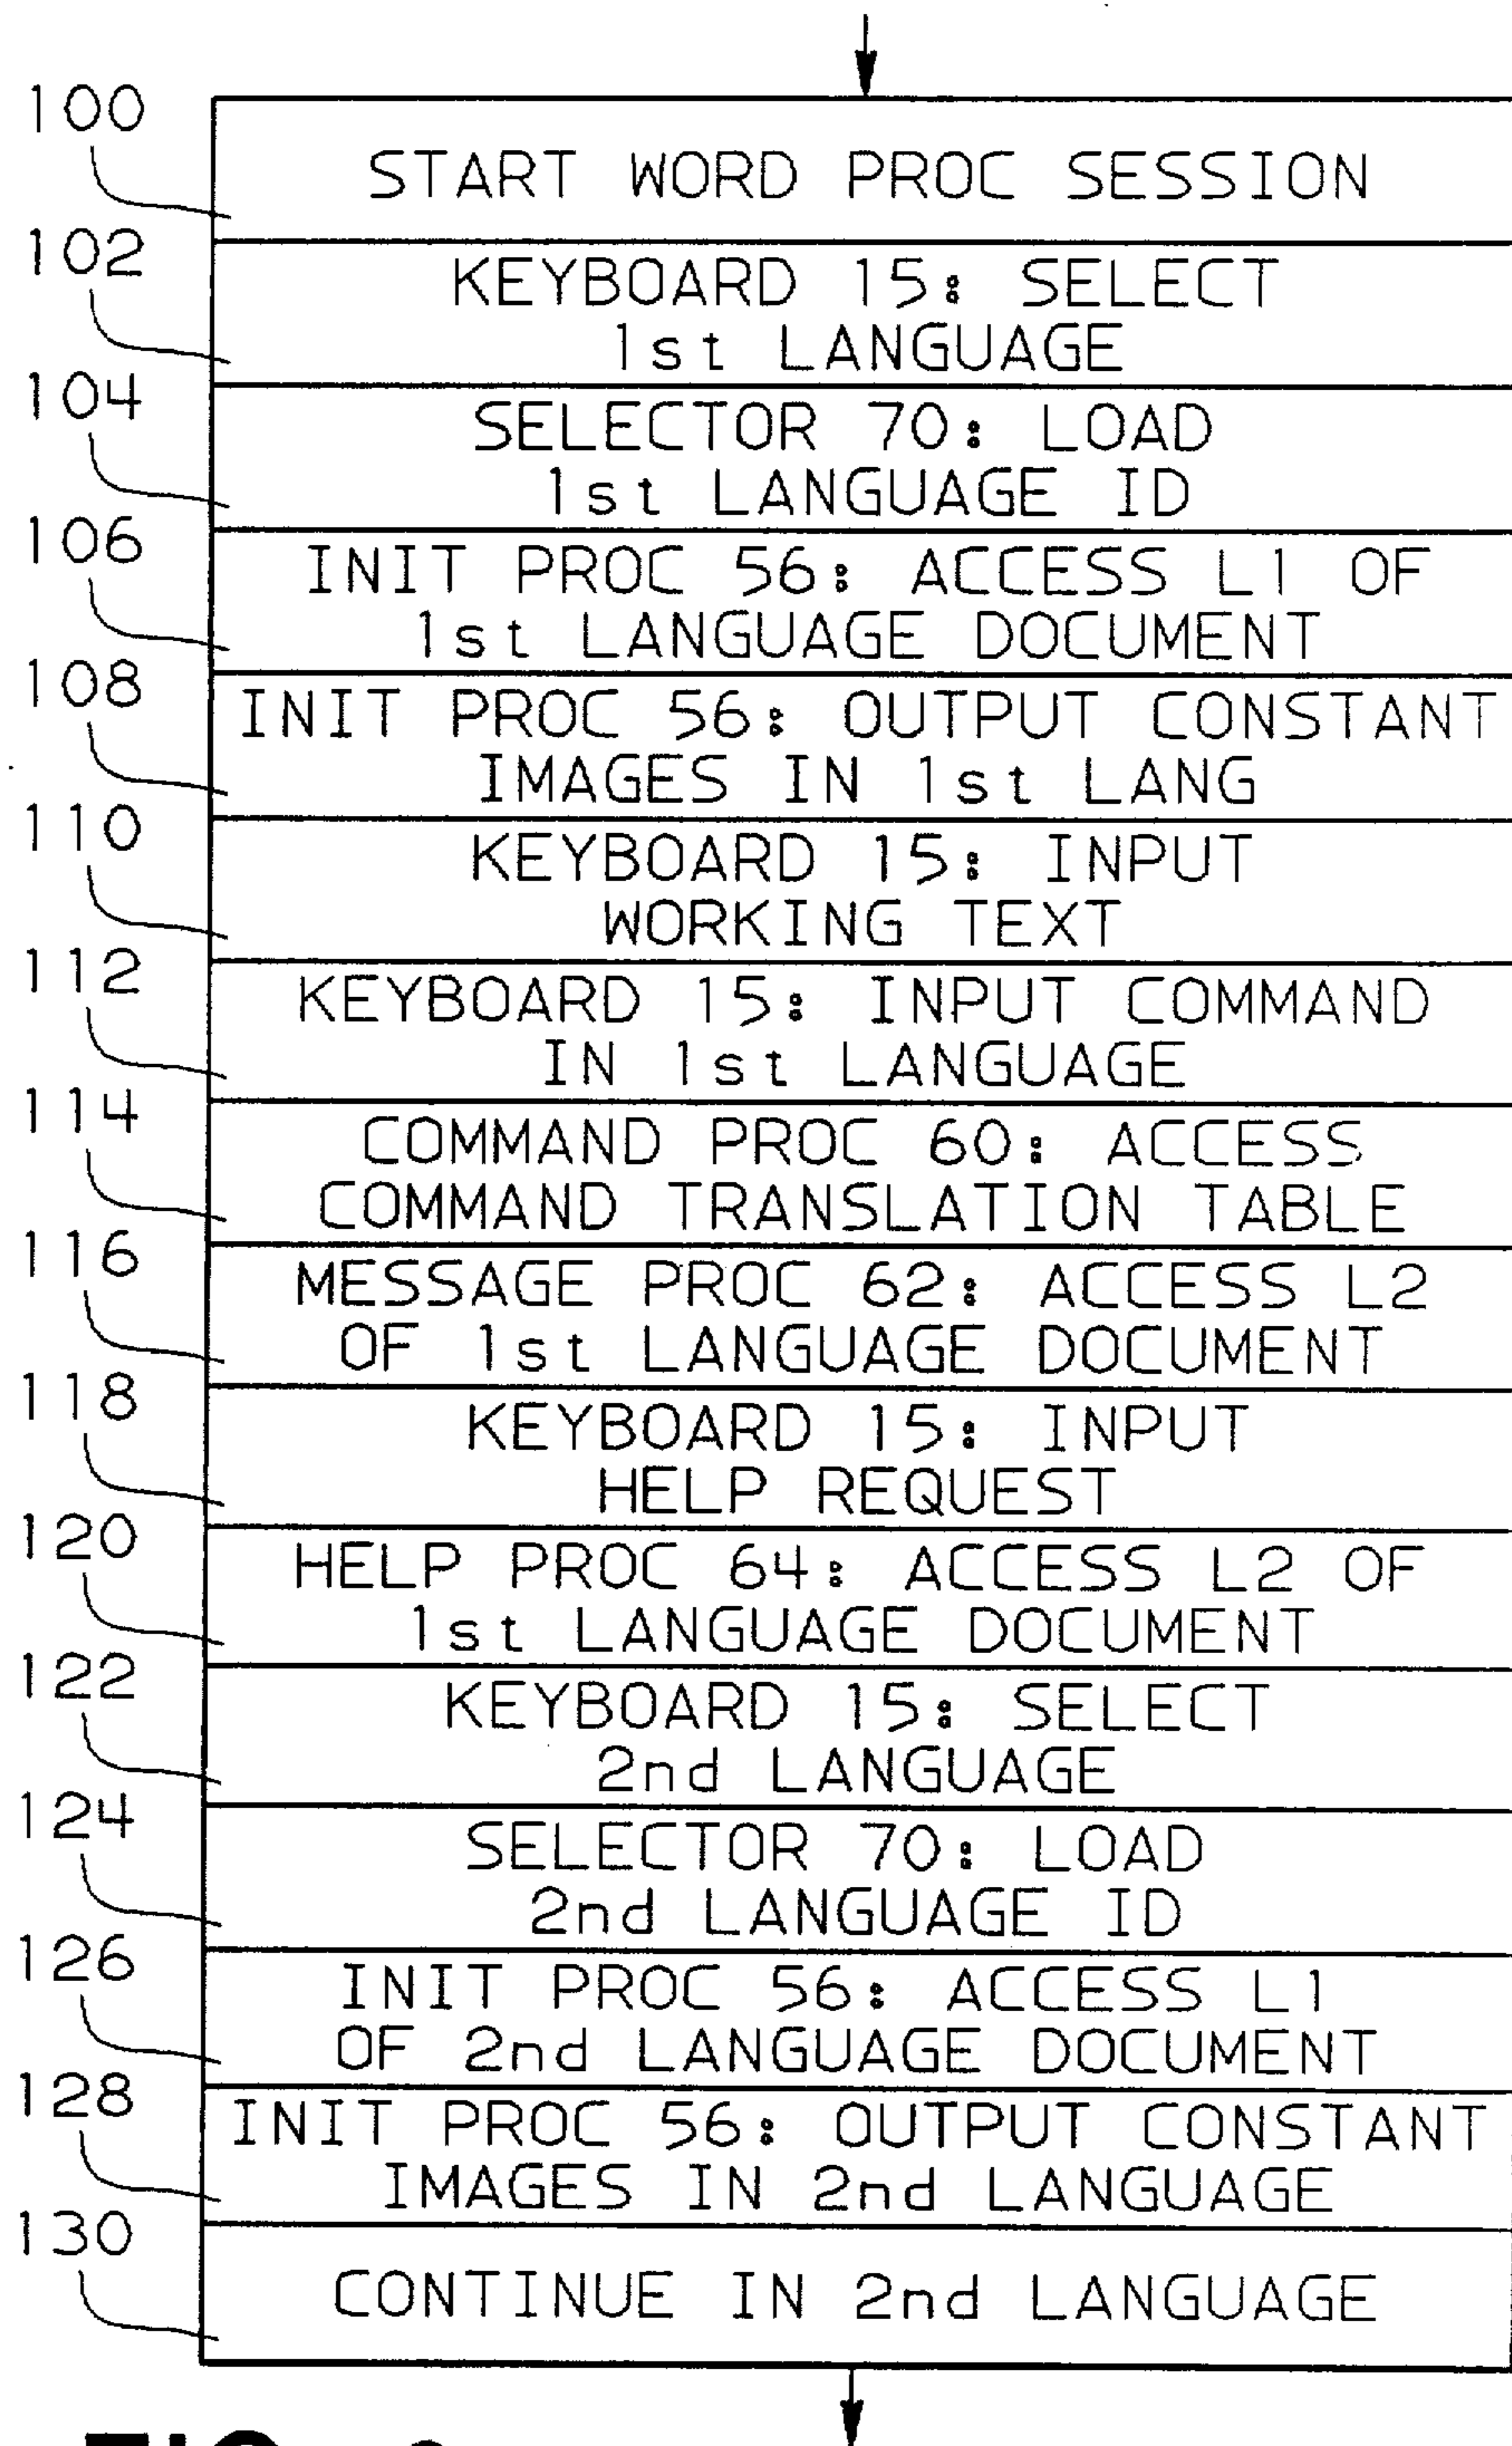 100
START WORD PROC SESSION
102
KEYBOARD 15: SELECT
1st LANGUAGE
104
SELECTOR 70: LOAD
1st LANGUAGE ID
106
INIT PROC 56: ACCESS L1 OF
1st LANGUAGE DOCUMENT
108
INIT PROC 56: OUTPUT CONSTANT
IMAGES IN 1st LANG
110
KEYBOARD 15: INPUT
WORKING TEXT
112
KEYBOARD 15: INPUT COMMAND
IN 1st LANGUAGE
114
COMMAND PROC 60: ACCESS
COMMAND TRANSLATION TABLE
116
MESSAGE PROC 62: ACCESS L2
OF 1st LANGUAGE DOCUMENT
118
KEYBOARD 15: INPUT
HELP REQUEST
120
HELP PROC 64: ACCESS L2 OF
1st LANGUAGE DOCUMENT
122
KEYBOARD 15: SELECT
2nd LANGUAGE
124
SELECTOR 70: LOAD
2nd LANGUAGE ID
126
INIT PROC 56: ACCESS L1
OF 2nd LANGUAGE DOCUMENT
128
INIT PROC 56: OUTPUT CONSTANT
IMAGES IN 2nd LANGUAGE
130
CONTINUE IN 2nd LANGUAGE